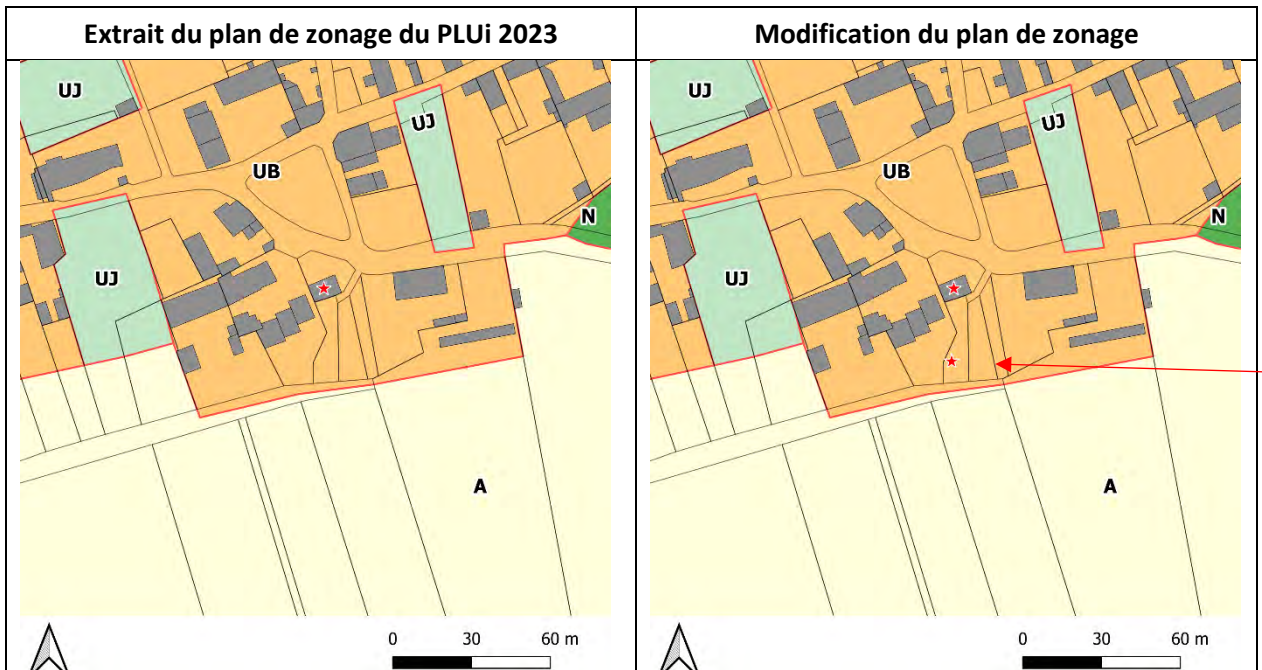 Extrait du plan de zonage du PLUi 2023
Modification du plan de zonage
UJ
UJ
UB
N
UJ
A
0 30 60 m
UJ
UJ
UB
N
UJ
A
0 30 60 m